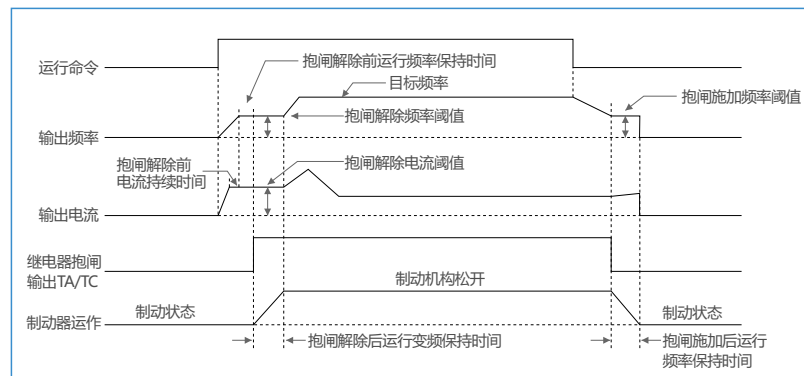 运行命令
抱闸解除前运行频率保持时间
目标频率
抱闸施加频率阈值
抱闸解除频率阈值
输出频率
抱闸解除前
电流持续时间
抱闸解除电流阈值
输出电流
继电器抱闸
输出TA/TC
制动机构松开
制动状态
制动状态
制动器运作
抱闸解除后运行变频保持时间
抱闸施加后运行
频率保持时间